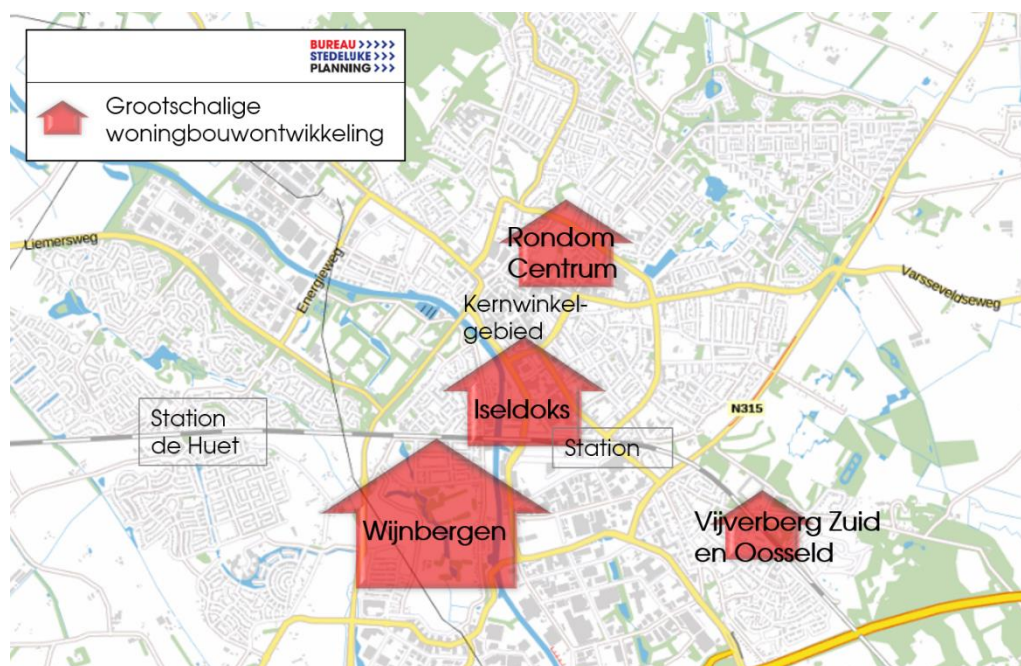 BUREAU >>>>>
STEDELIJKE >>>
PLANNING >>>
Grootschalige
woningbouwontwikkeling
Liemersweg
Energieweg
Rondom
Centrum
Varsseveldseweg
Kernwinkel-
gebied
Iseldoks
N315
Station
de Huet
Station
Wijnbergen
Vijverberg Zuid
en Oosseld